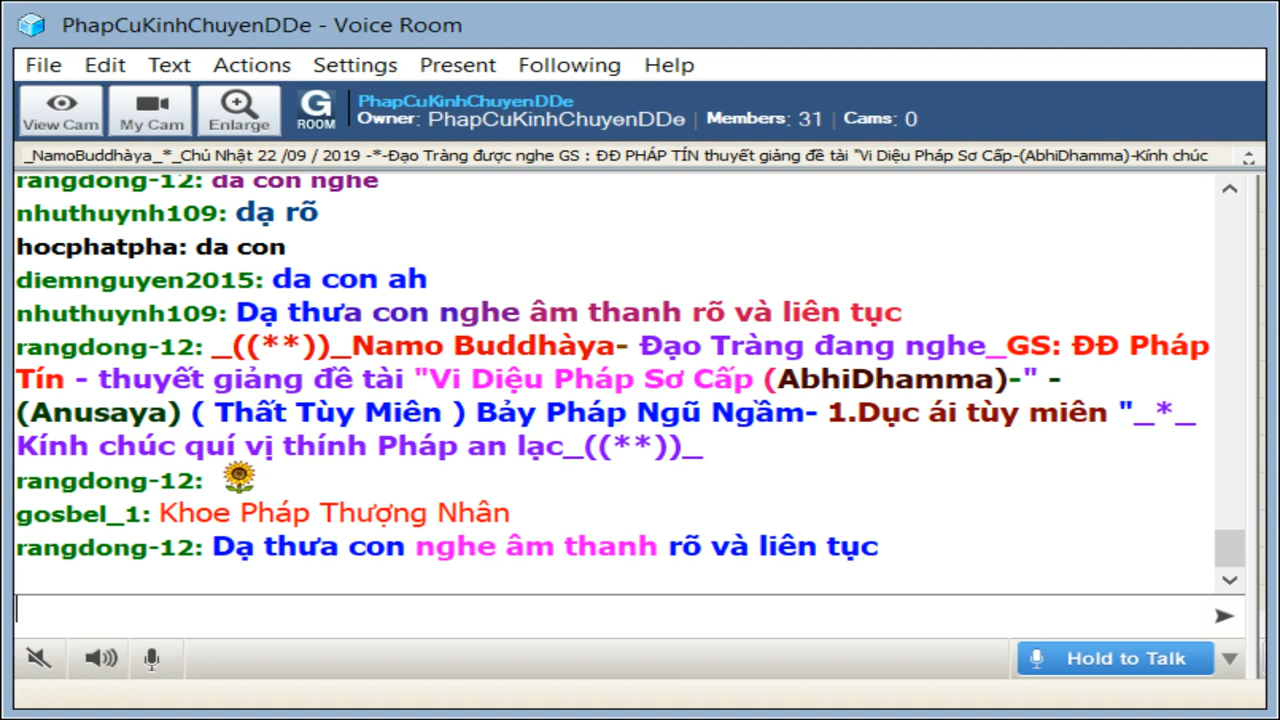 PhapCuKinhChuyenDDe - Voice Room
File Edit Text Actions Settings Present Following Help
View Cam My Cam Enlarge G ROOM
PhapCuKinhChuyenDDe
Owner: PhapCuKinhChuyenDDe | Members: 31 | Cams: 0
_NamoBuddhàya_*_Chủ Nhật 22 /09 / 2019 -*-Đạo Tràng được nghe GS : ĐĐ PHÁP TÍN thuyết giảng đề tài "Vi Diệu Pháp Sơ Cấp-(AbhiDhamma)-Kính chúc
rangdong-12: da con nghe
nhuthuynh109: dạ rõ
hocphatpha: da con
diemnguyen2015: da con ah
nhuthuynh109: Dạ thưa con nghe âm thanh rõ và liên tục
rangdong-12: _((**))_Namo Buddhàya- Đạo Tràng đang nghe_GS: ĐĐ Pháp
Tín - thuyết giảng đề tài "Vi Diệu Pháp Sơ Cấp (AbhiDhamma)-" -
(Anusaya) ( Thất Tùy Miên ) Bảy Pháp Ngũ Ngầm- 1.Dục ái tùy miên "_*_
Kính chúc quí vị thính Pháp an lạc_((**))_
rangdong-12:
gosbel_1: Khoe Pháp Thượng Nhân
rangdong-12: Dạ thưa con nghe âm thanh rõ và liên tục
Hold to Talk